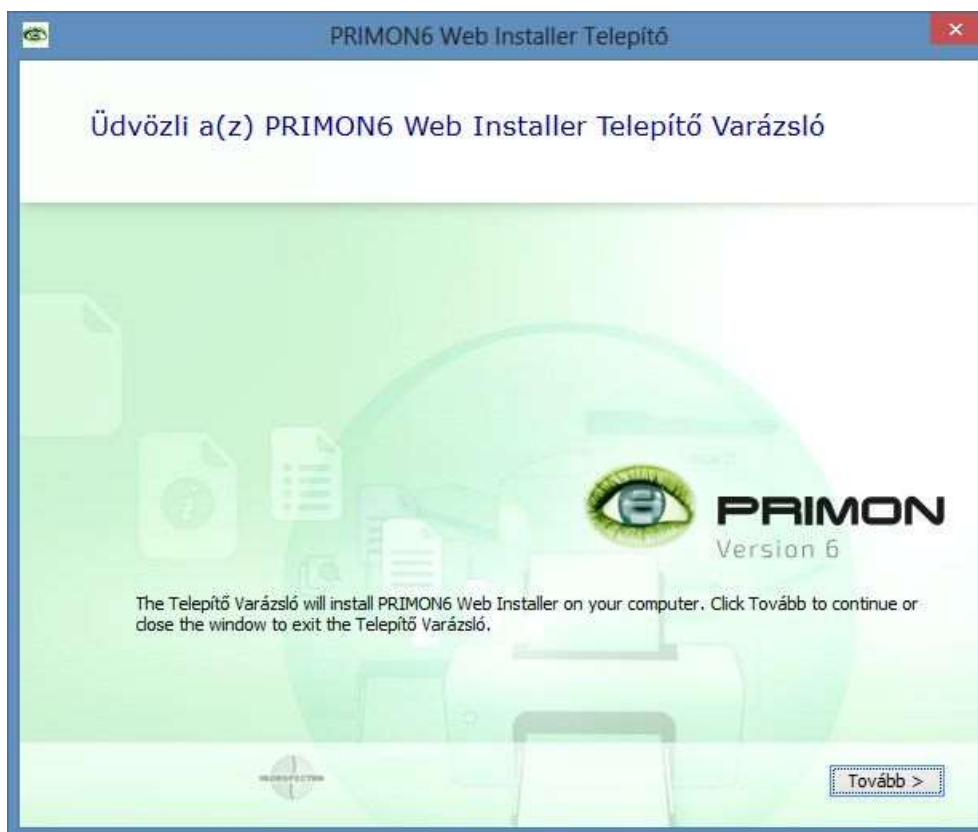 PRIMON6 Web Installer Telepítő
Üdvözli a(z) PRIMON6 Web Installer Telepítő Varázsló
PRIMON
Version 6
The Telepítő Varázsló will install PRIMON6 Web Installer on your computer. Click Tovább to continue or
close the window to exit the Telepítő Varázsló.
Tovább >